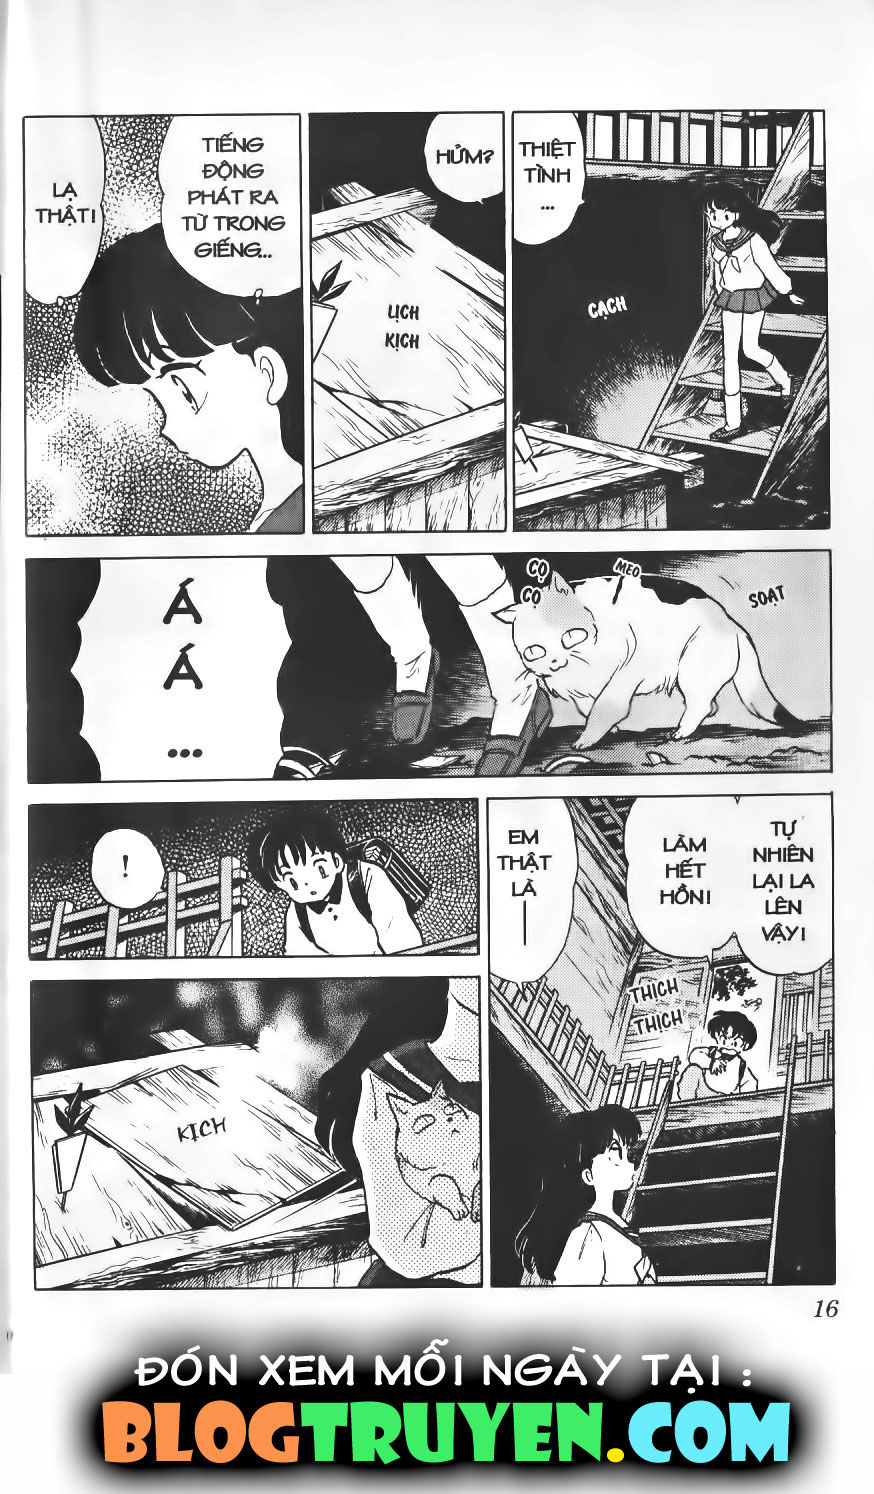 THIỆT
TÌNH
...
CẠCH
HỬM?
LỊCH
KỊCH
TIẾNG
ĐỘNG
PHÁT RA
TỪ TRONG
GIẾNG...
LẠ
THẬT!
SOẠT
MEO
CỌ
CỌ
Á
Á
...
TỰ
NHIÊN
LẠI LA
LÊN
VẬY!
LÀM
HẾT
HỒN!
EM
THẬT
LÀ—
THỊCH
THỊCH
!
KỊCH
16
ĐÓN XEM MỖI NGÀY TẠI :
BLOGTRUYEN.COM